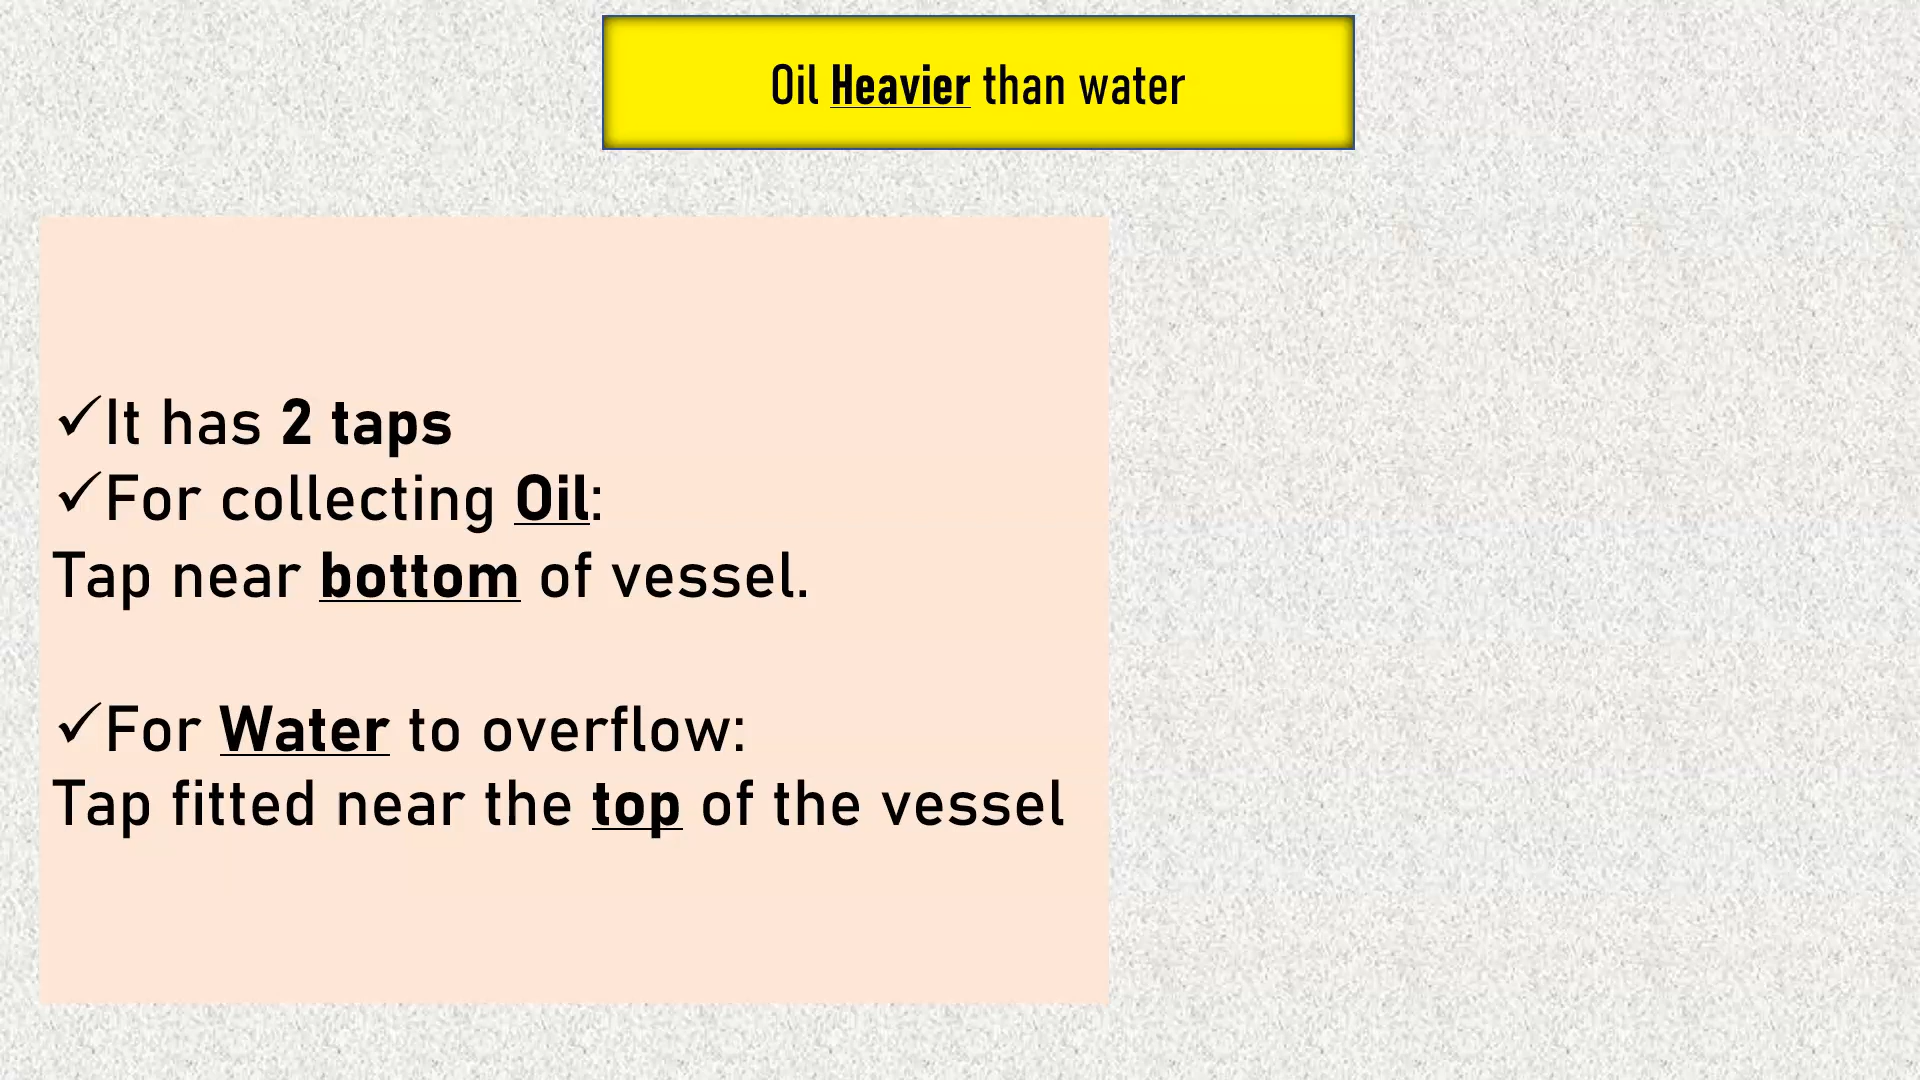 Oil Heavier than water
✓It has 2 taps
✓For collecting Oil:
Tap near bottom of vessel.
✓For Water to overflow:
Tap fitted near the top of the vessel